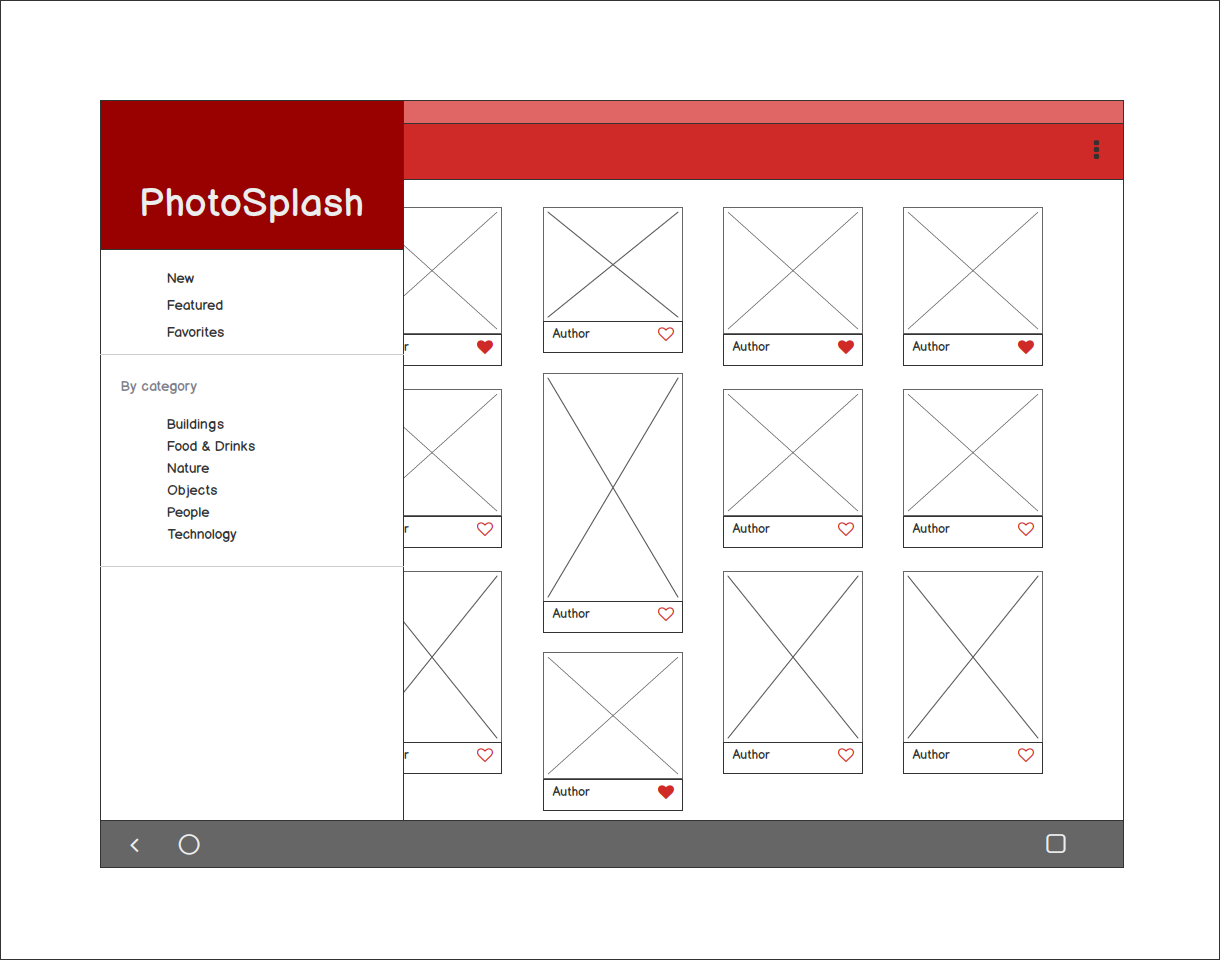 PhotoSplash
New
Featured
Favorites
By category
Buildings
Food & Drinks
Nature
Objects
People
Technology
Author
r
Author
Author
r
Author
Author
Author
r
Author
Author
Author